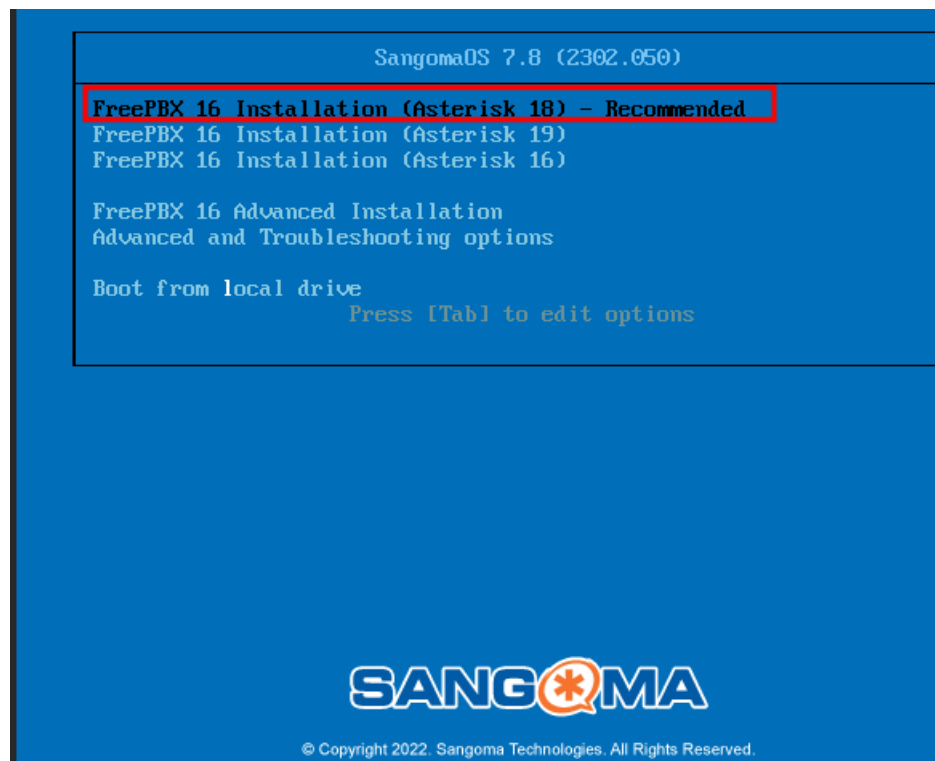 SangomaOS 7.8 (2302.050)
FreePBX 16 Installation (Asterisk 18) - Recommended
FreePBX 16 Installation (Asterisk 19)
FreePBX 16 Installation (Asterisk 16)
FreePBX 16 Advanced Installation
Advanced and Troubleshooting options
Boot from local drive
Press [Tab] to edit options
SANGOMA
© Copyright 2022. Sangoma Technologies. All Rights Reserved.